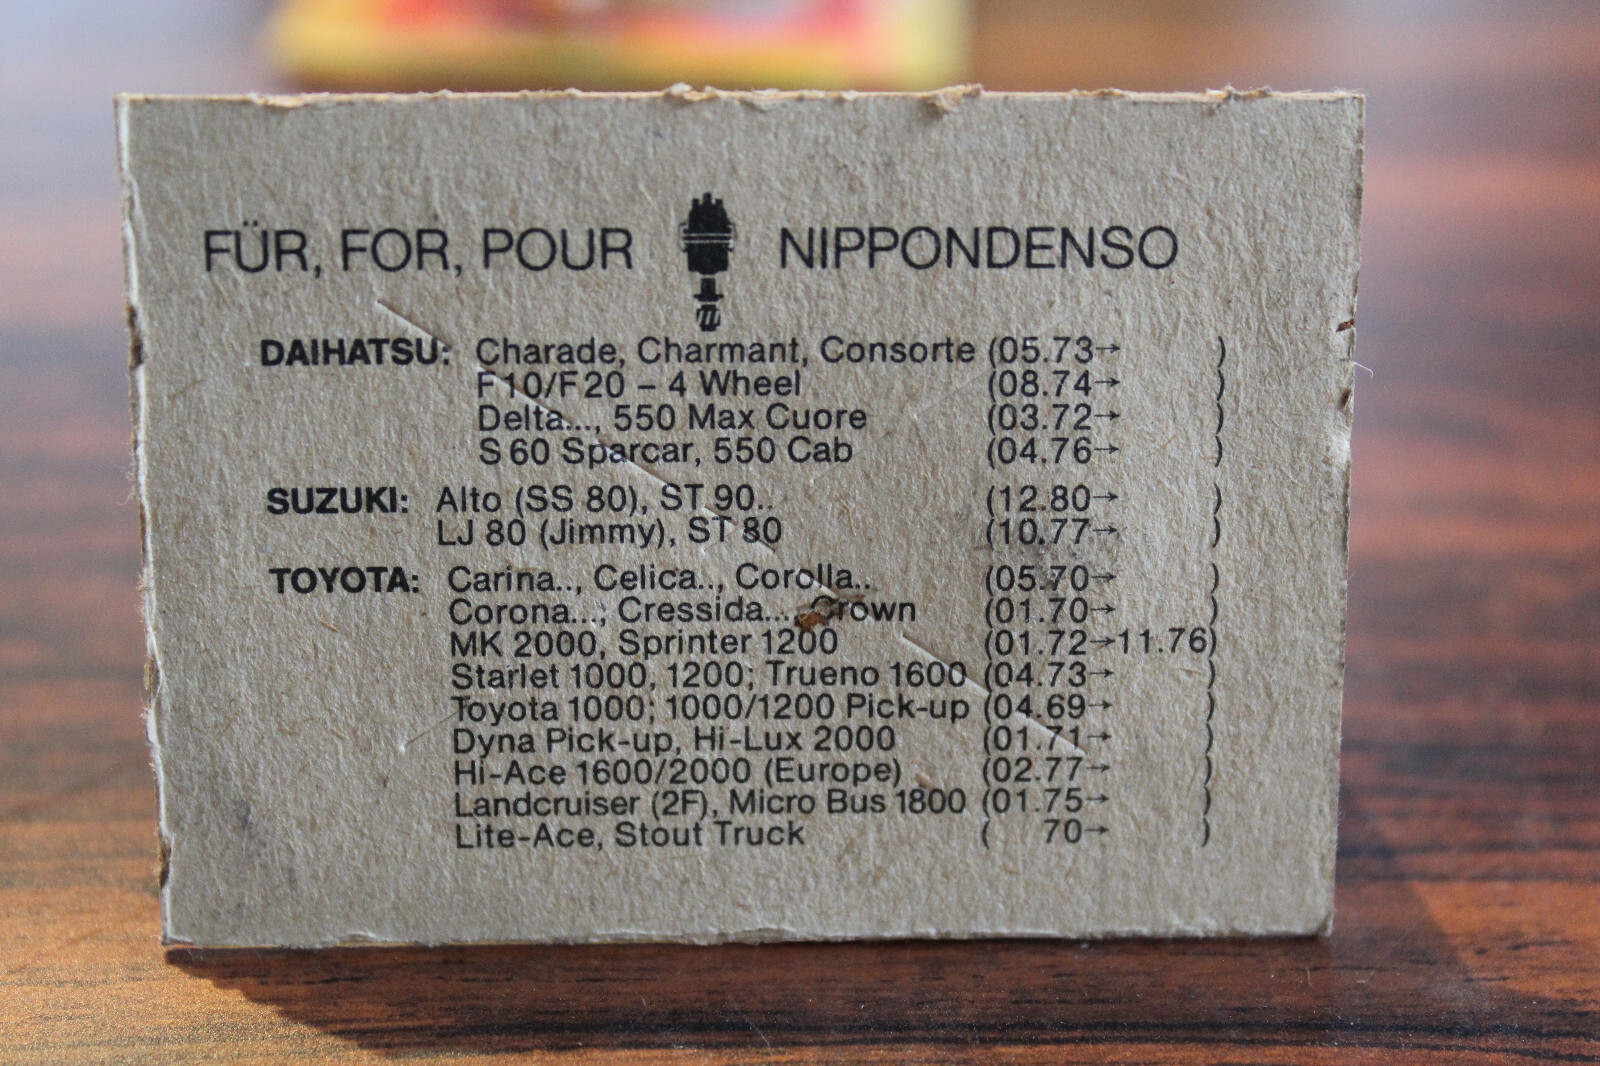 FÜR, FOR, POUR NIPPONDENSO
DAIHATSU: Charade, Charmant, Consorte (05.73→ )
F10/F20 – 4 Wheel (08.74→ )
Delta..., 550 Max Cuore (03.72→ )
S 60 Sparcar, 550 Cab (04.76→ )
SUZUKI: Alto (SS 80), ST 90.. (12.80→ )
LJ 80 (Jimmy), ST 80 (10.77→ )
TOYOTA: Carina.., Celica.., Corolla.. (05.70→ )
Corona...; Cressida... Crown (01.70→ )
MK 2000, Sprinter 1200 (01.72→11.76)
Starlet 1000, 1200; Trueno 1600 (04.73→ )
Toyota 1000; 1000/1200 Pick-up (04.69→ )
Dyna Pick-up, Hi-Lux 2000 (01.71→ )
Hi-Ace 1600/2000 (Europe) (02.77→ )
Landcruiser (2F), Micro Bus 1800 (01.75→ )
Lite-Ace, Stout Truck ( 70→ )